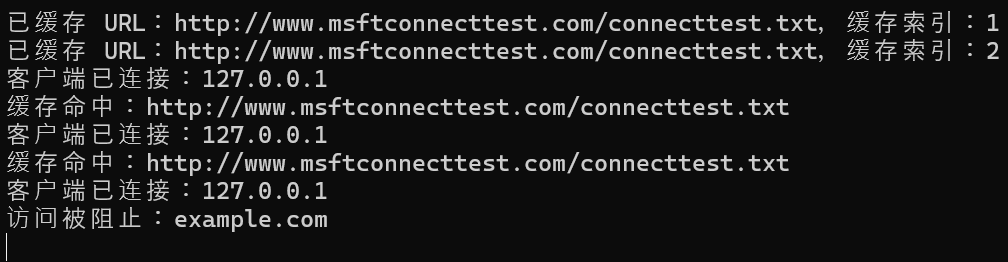 已缓存 URL：http://www.msftconnecttest.com/connecttest.txt, 缓存索引：1
已缓存 URL：http://www.msftconnecttest.com/connecttest.txt, 缓存索引：2
客户端已连接：127.0.0.1
缓存命中：http://www.msftconnecttest.com/connecttest.txt
客户端已连接：127.0.0.1
缓存命中：http://www.msftconnecttest.com/connecttest.txt
客户端已连接：127.0.0.1
访问被阻止：example.com